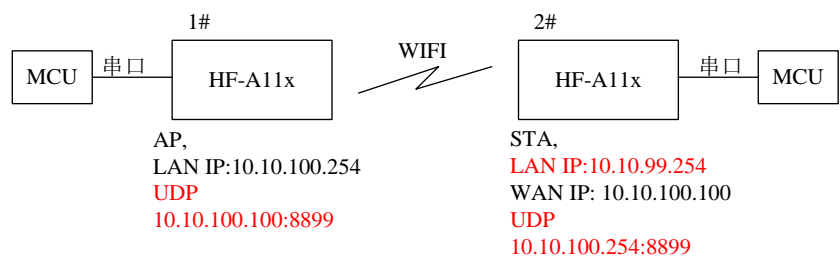 1#
2#
MCU
串口
HF-A11x
WIFI
HF-A11x
串口
MCU
AP,
LAN IP:10.10.100.254
UDP
10.10.100.100:8899
STA,
LAN IP:10.10.99.254
WAN IP: 10.10.100.100
UDP
10.10.100.254:8899